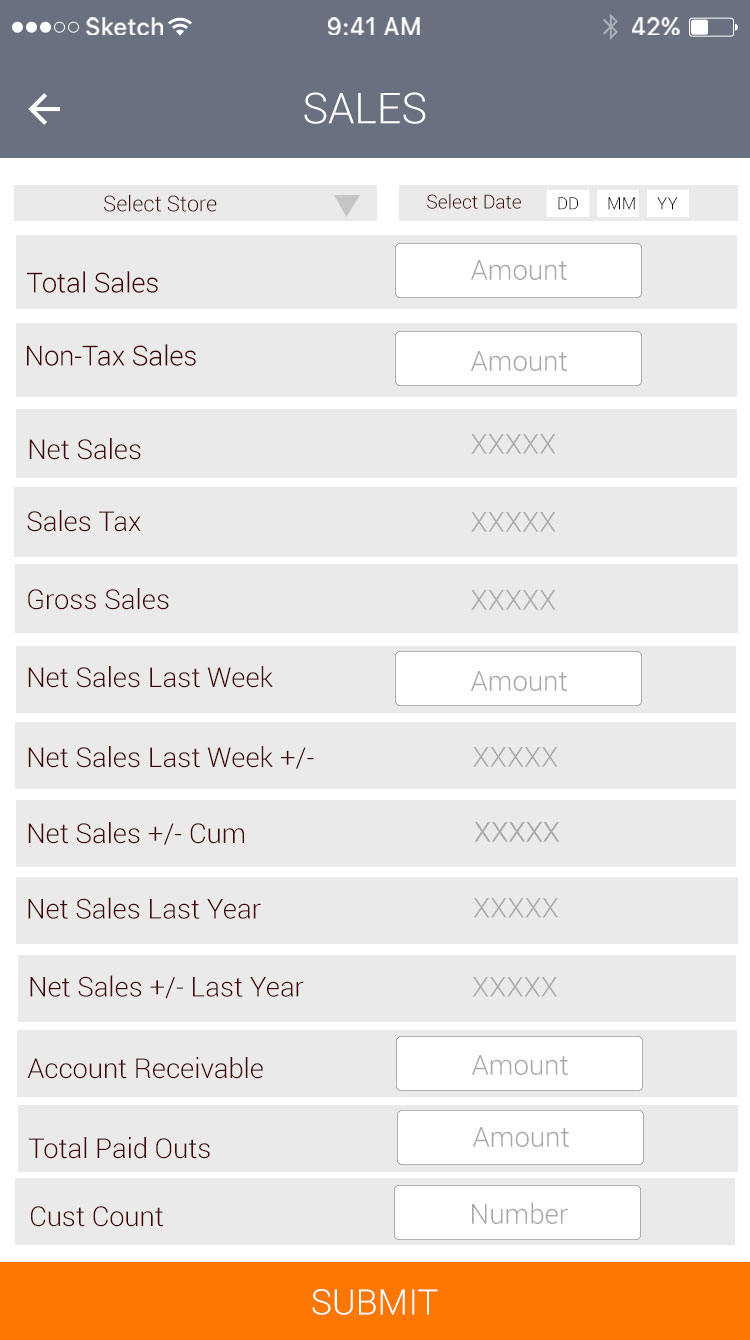 Sketch 9:41 AM 42%
SALES
Select Store Select Date DD MM YY
Total Sales Amount
Non-Tax Sales Amount
Net Sales XXXXX
Sales Tax XXXXX
Gross Sales XXXXX
Net Sales Last Week Amount
Net Sales Last Week +/- XXXXX
Net Sales +/- Cum XXXXX
Net Sales Last Year XXXXX
Net Sales +/- Last Year XXXXX
Account Receivable Amount
Total Paid Outs Amount
Cust Count Number
SUBMIT